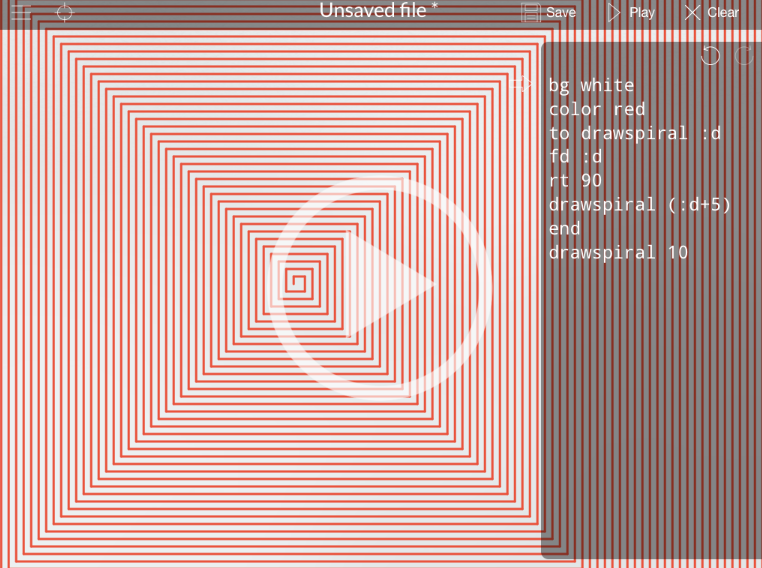 Unsaved file *
Save
Play
Clear
bg white
color red
to drawspiral :d
fd :d
rt 90
drawspiral (:d+5)
end
drawspiral 10